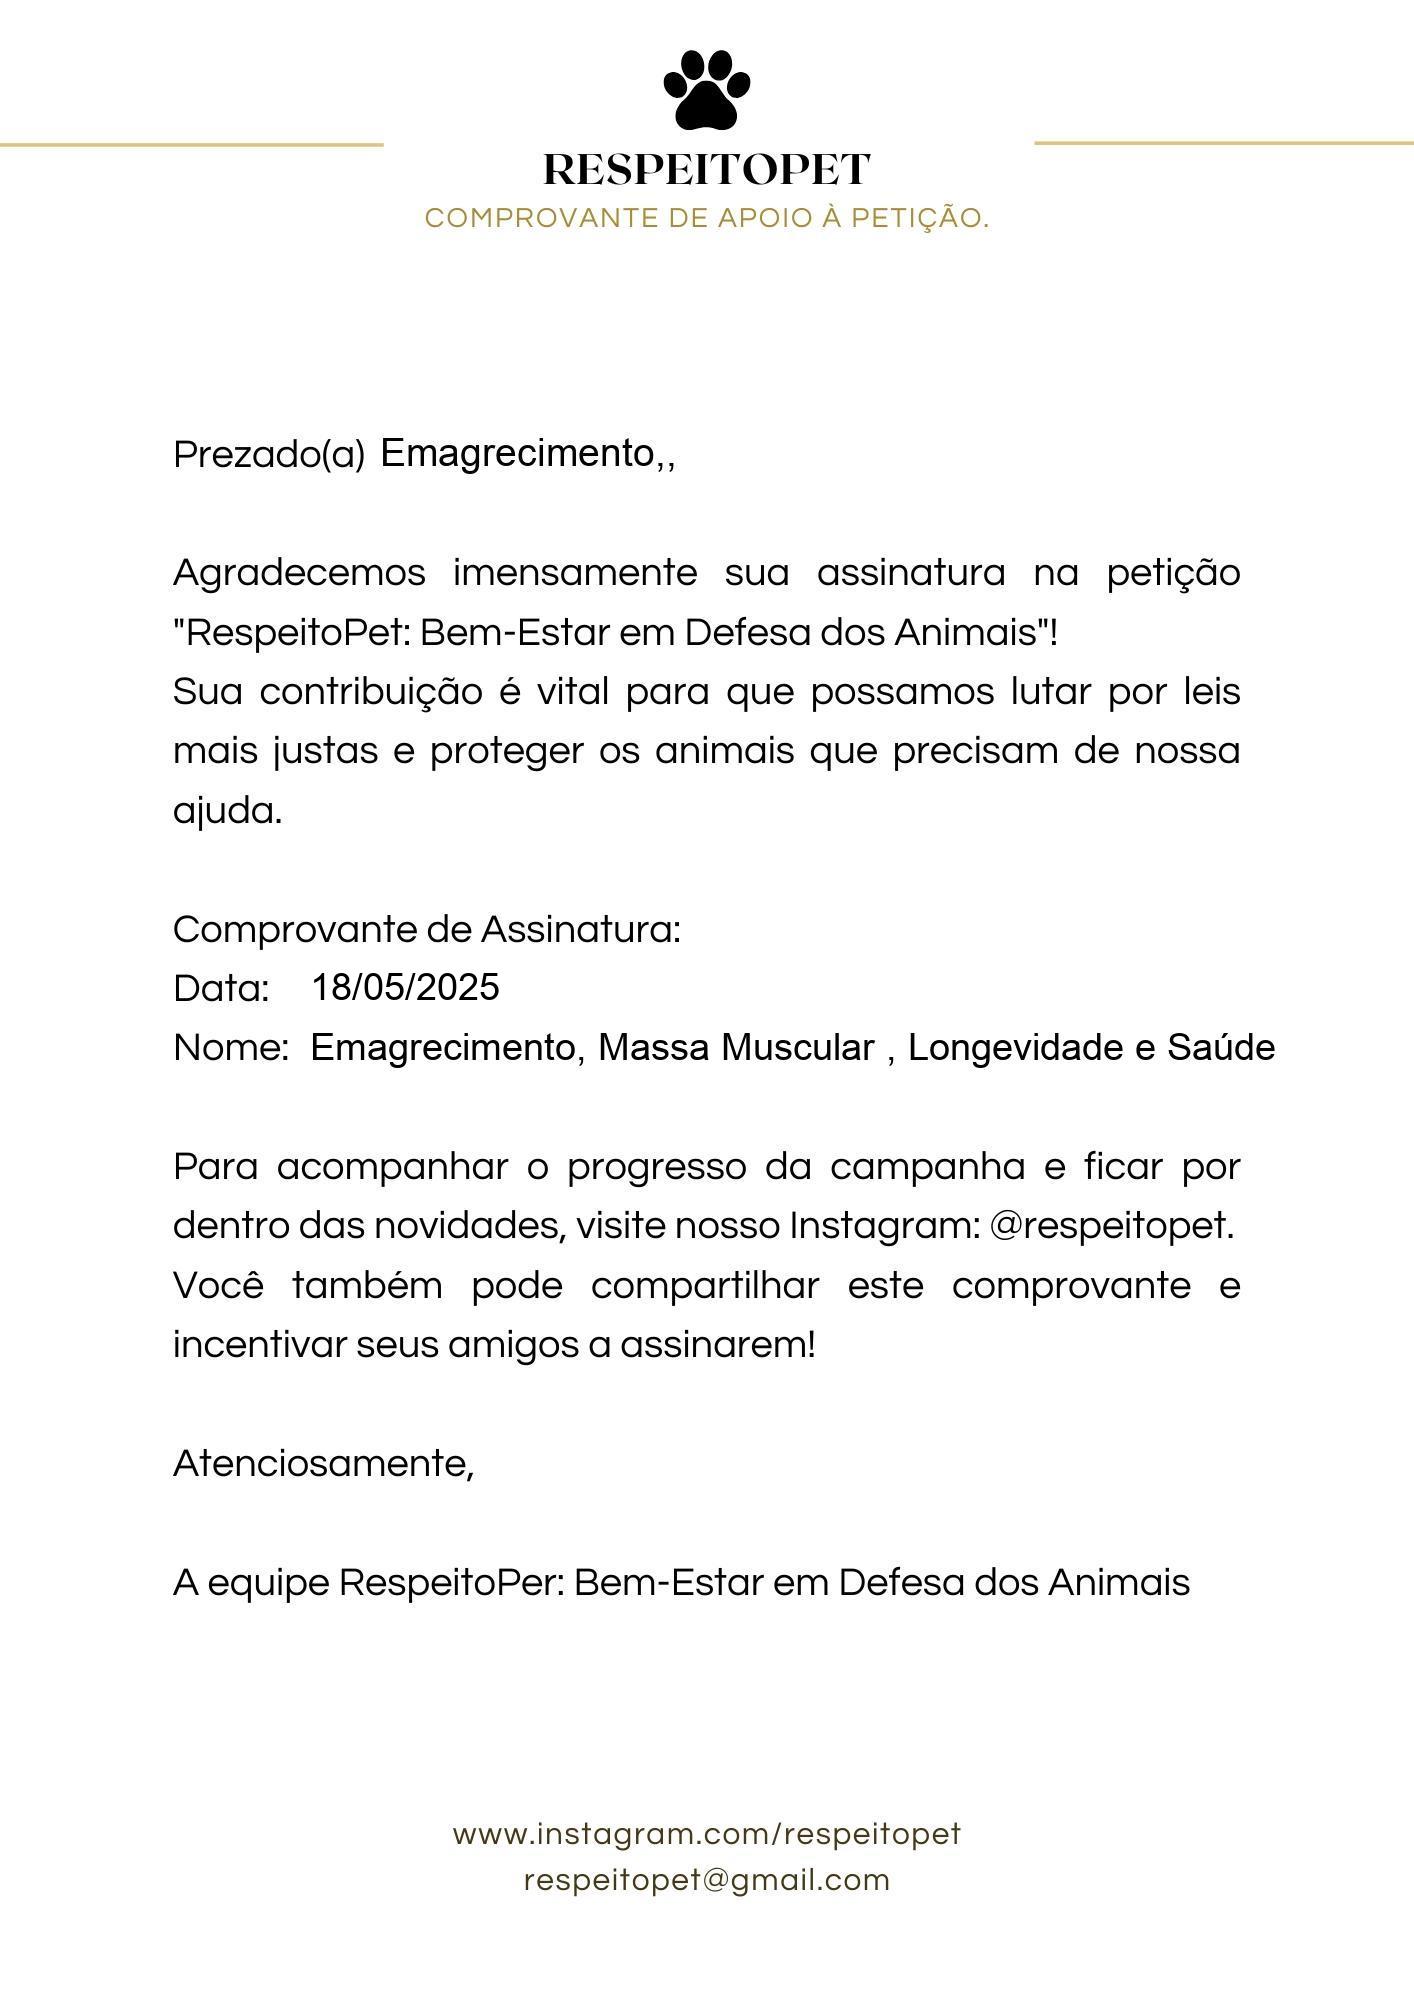 RESPEITOPET
COMPROVANTE DE APOIO À PETIÇÃO.
Prezado(a) Emagrecimento,,
Agradecemos imensamente sua assinatura na petição
"RespeitoPet: Bem-Estar em Defesa dos Animais"!
Sua contribuição é vital para que possamos lutar por leis
mais justas e proteger os animais que precisam de nossa
ajuda.
Comprovante de Assinatura:
Data: 18/05/2025
Nome: Emagrecimento, Massa Muscular , Longevidade e Saúde
Para acompanhar o progresso da campanha e ficar por
dentro das novidades, visite nosso Instagram: @respeitopet.
Você também pode compartilhar este comprovante e
incentivar seus amigos a assinarem!
Atenciosamente,
A equipe RespeitoPer: Bem-Estar em Defesa dos Animais
www.instagram.com/respeitopet
respeitopet@gmail.com